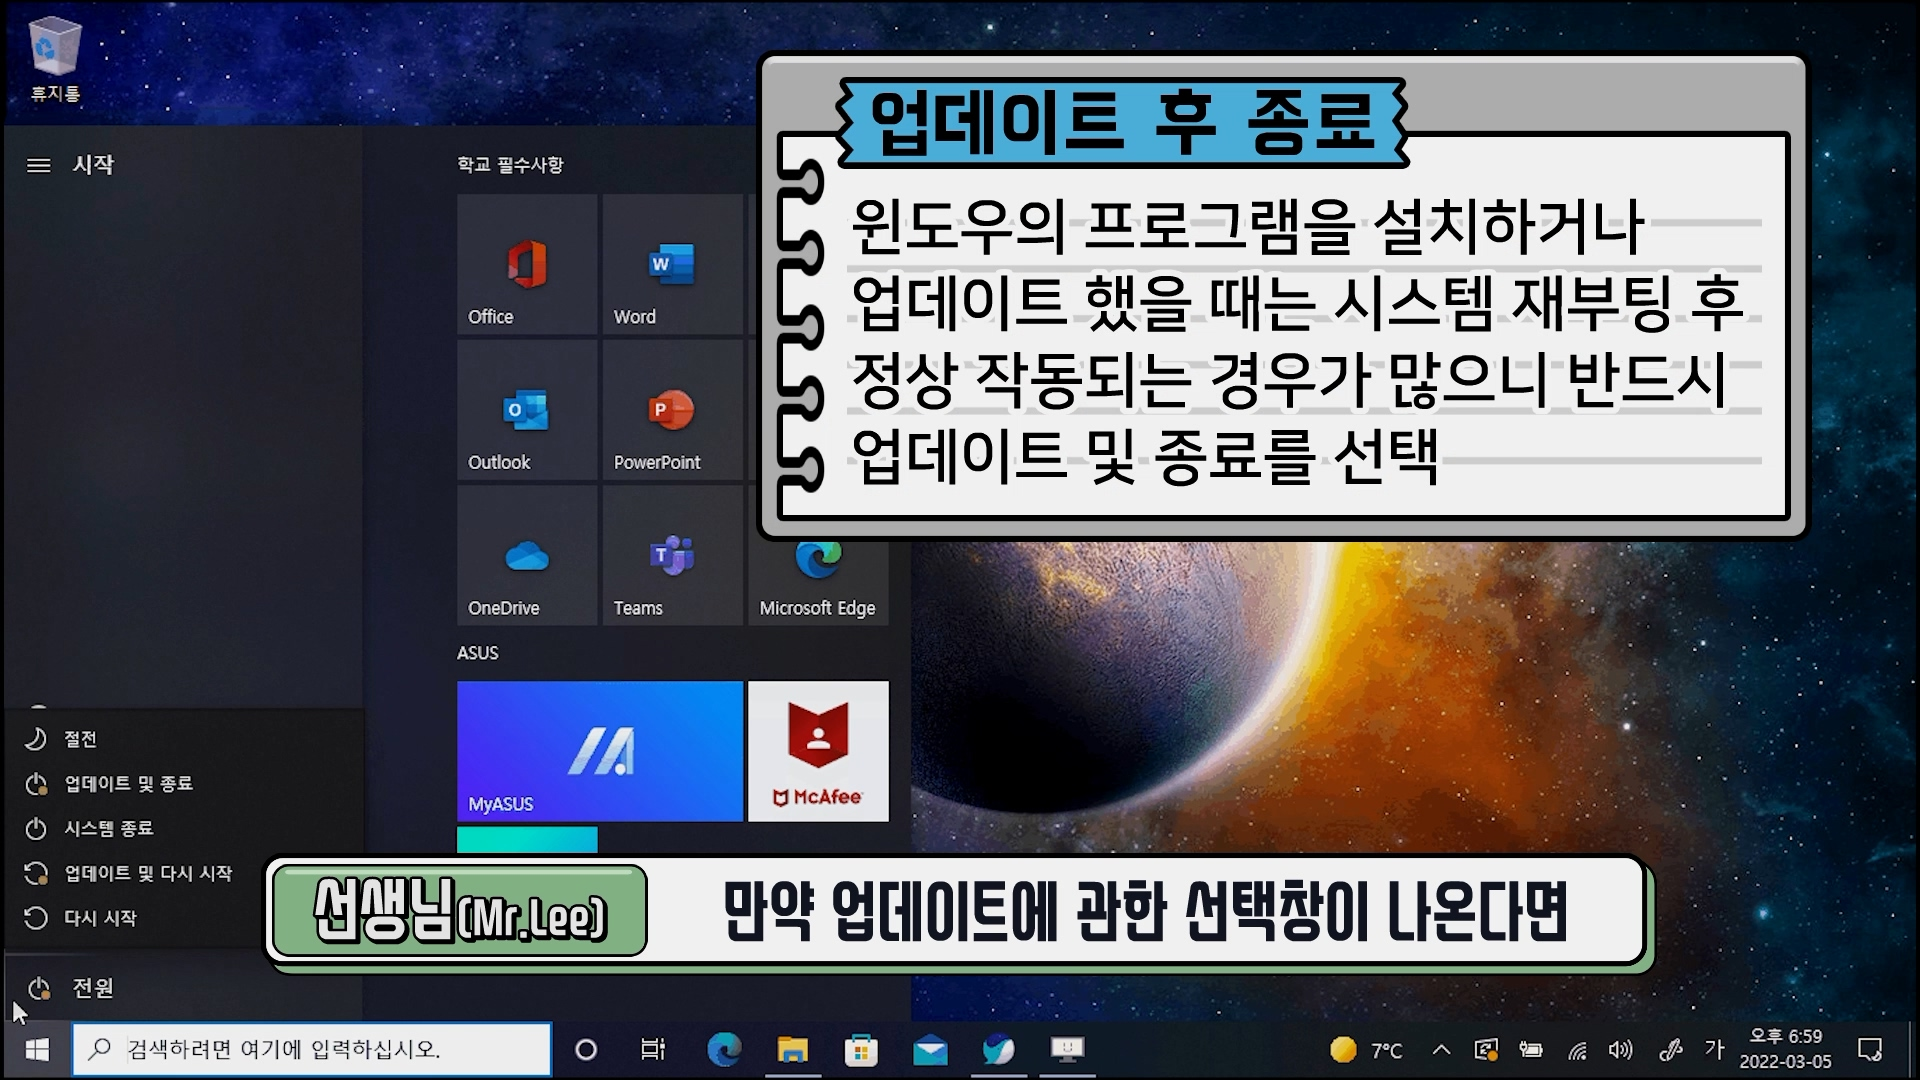 휴지통
업데이트 후 종료
윈도우의 프로그램을 설치하거나
업데이트 했을 때는 시스템 재부팅 후
정상 작동되는 경우가 많으니 반드시
업데이트 및 종료를 선택
시작
학교 필수사항
Office
Word
Outlook
PowerPoint
OneDrive
Teams
Microsoft Edge
ASUS
MyASUS
McAfee
절전
업데이트 및 종료
시스템 종료
업데이트 및 다시 시작
다시 시작
전원
선생님(Mr.Lee)
만약 업데이트에 관한 선택창이 나온다면
검색하려면 여기에 입력하십시오.
7°C
가
오후 6:59
2022-03-05